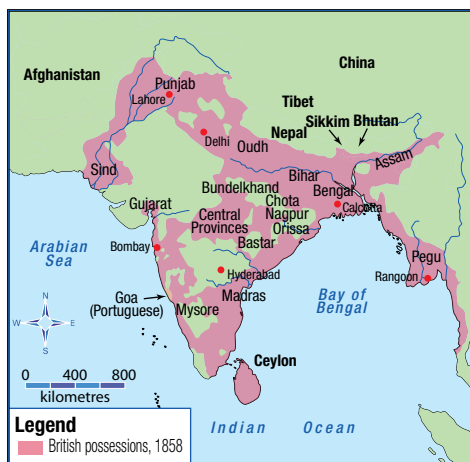 China
Afghanistan
Punjab
Lahore
Tibet
Sikkim Bhutan
Nepal
Delhi
Oudh
Assam
Sind
Bihar
Bundelkhand
Bengal
Chota
Nagpur
Calcutta
Gujarat
Central
Provinces
Orissa
Bastar
Arabian
Sea
Bombay
Pegu
Hyderabad
Rangoon
Goa
(Portuguese)
Madras
Mysore
Bay of
Bengal
N
W E
S
Ceylon
0 400 800
kilometres
Indian Ocean
Legend
British possessions, 1858